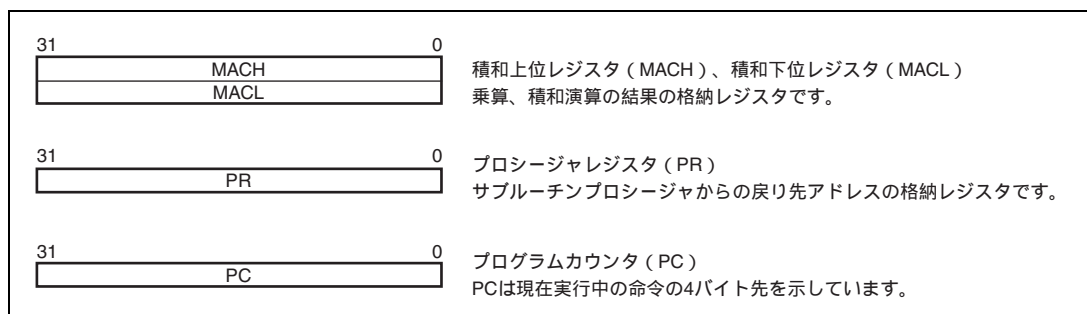 31 0
MACH
MACL
積和上位レジスタ(MACH)、積和下位レジスタ(MACL)
乗算、積和演算の結果の格納レジスタです。
31 0
PR
プロシージャレジスタ(PR)
サブルーチンプロシージャからの戻り先アドレスの格納レジスタです。
31 0
PC
プログラムカウンタ(PC)
PCは現在実行中の命令の4バイト先を示しています。